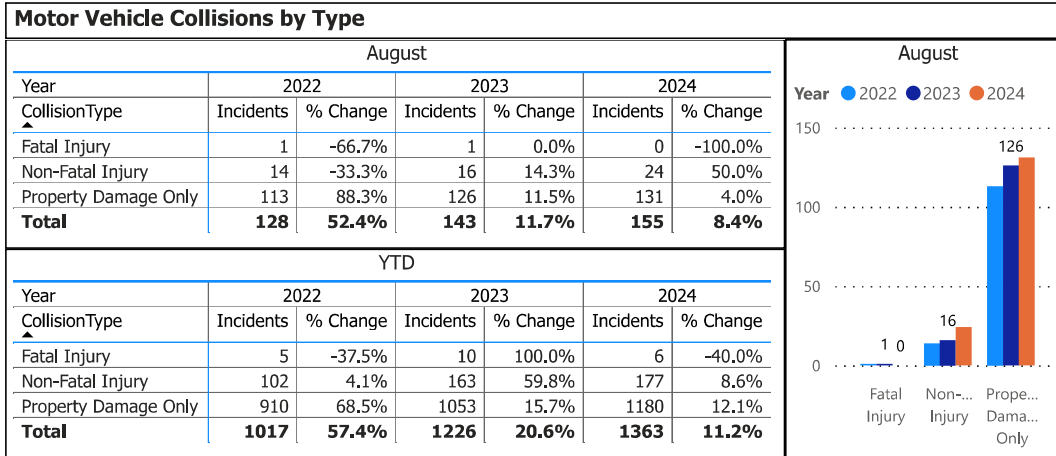 Motor Vehicle Collisions by Type
August
Year 2022 2023 2024
CollisionType Incidents % Change Incidents % Change Incidents % Change
Fatal Injury 1 -66.7% 1 0.0% 0 -100.0%
Non-Fatal Injury 14 -33.3% 16 14.3% 24 50.0%
Property Damage Only 113 88.3% 126 11.5% 131 4.0%
Total 128 52.4% 143 11.7% 155 8.4%
YTD
Year 2022 2023 2024
CollisionType Incidents % Change Incidents % Change Incidents % Change
Fatal Injury 5 -37.5% 10 100.0% 6 -40.0%
Non-Fatal Injury 102 4.1% 163 59.8% 177 8.6%
Property Damage Only 910 68.5% 1053 15.7% 1180 12.1%
Total 1017 57.4% 1226 20.6% 1363 11.2%
August
Year 2022 2023 2024
150
126
100
50
16
1 0
0
Fatal Non-... Prope...
Injury Injury Dama...
Only